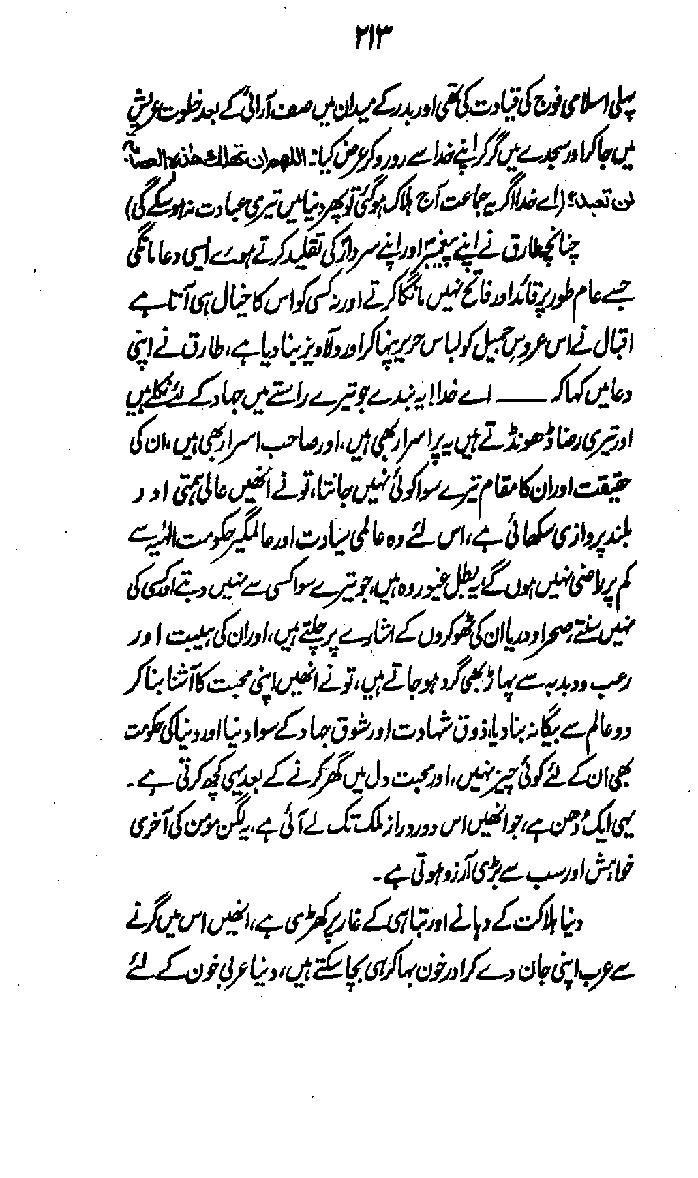 ۲۱۳
پہلی اسلامی فوج کی قیادت کی تھی اور بدر کے میدان میں صف آرائی کے بعد خلوت عریش
میں جا کر اور سجدے میں گر کر اپنے خدا سے رو رو کر عرض کیا:۔ اللھم ان تھلك ھذہ العصابۃ
لن تعبد؛ (اے خدا اگر یہ جماعت آج ہلاک ہو گئی تو پھر دنیا میں تیری عبادت نہ ہو سکے گی)
چنانچہ طارق نے اپنے پیغمبرؐ اور اپنے سردار کی تقلید کرتے ہوے ایسی دعا مانگی
جسے عام طور پر قائد اور فاتح نہیں مانگا کرتے اور نہ کسی کو اس کا خیال ہی آتا ہے
اقبال نے اس عروس جمیل کو لباس حریر پہنا کر اور دلآویز بنا دیا ہے، طارق نے اپنی
دعا میں کہا کہ ــــــ اے خدا! یہ بندے جو تیرے راستے میں جہاد کے لئے نکلے ہیں
اور تیری رضا ڈھونڈتے ہیں یہ پر اسرار بھی ہیں، اور صاحب اسرار بھی ہیں، ان کی
حقیقت اور ان کا مقام تیرے سوا کوئی نہیں جانتا، تو نے انھیں عالی ہمتی اور
بلند پروازی سکھائی ہے، اس لئے وہ عالمی سیادت اور عالمگیر حکومت الٰہیہ سے
کم پر راضی نہیں ہوں گے، یہ بطل غیور وہ ہیں، جو تیرے سوا کسی سے نہیں دبتے اور کسی کی
نہیں سنتے، صحرا و دریا ان کی ٹھوکروں کے اشارے پر چلتے ہیں، اور ان کی ہیبت اور
رعب و دبدبہ سے پہاڑ بھی گرد ہو جاتے ہیں، تو نے انھیں اپنی محبت کا آشنا بنا کر
دو عالم سے بیگانہ بنا دیا، ذوق شہادت اور شوق جہاد کے سوا دنیا اور دنیا کی حکومت
بھی ان کے لئے کوئی چیز نہیں، اور محبت دل میں گھر کرنے کے بعد یہی کچھ کرتی ہے۔
یہی ایک دُھن ہے، جو انھیں اس دور دراز ملک تک لے آئی ہے، یہ لگن مومن کی آخری
خواہش اور سب سے بڑی آرزو ہوتی ہے۔
دنیا ہلاکت کے دہانے اور تباہی کے غار پر کھڑی ہے، انھیں اس میں گرنے
سے عرب اپنی جان دے کر اور خون بہا کر ہی بچا سکتے ہیں، دنیا عربی خون کے لئے